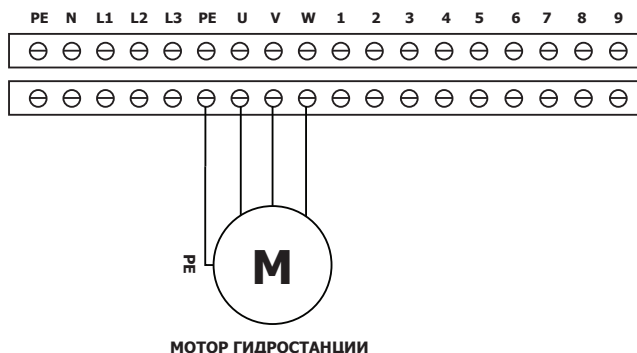 PE N L1 L2 L3 PE U V W 1 2 3 4 5 6 7 8 9
PE
M
МОТОР ГИДРОСТАНЦИИ